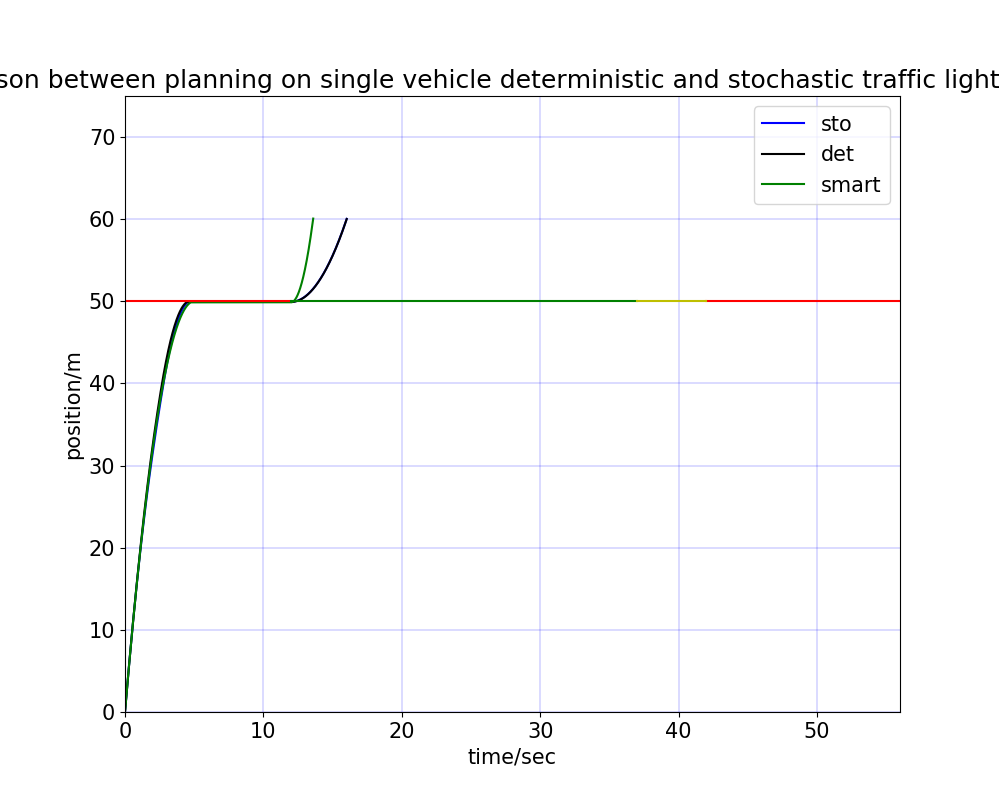 son between planning on single vehicle deterministic and stochastic traffic light
sto
det
smart
70
60
50
40
30
20
10
0
position/m
0 10 20 30 40 50
time/sec